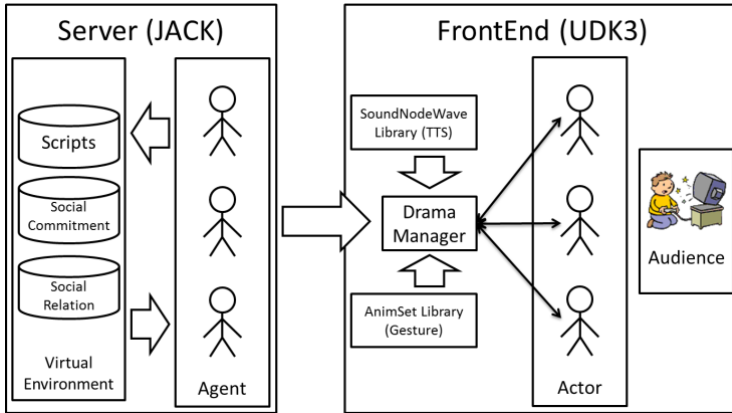 Server (JACK)
Scripts
Social
Commitment
Social
Relation
Virtual
Environment
Agent
FrontEnd (UDK3)
SoundNodeWave
Library (TTS)
Drama
Manager
AnimSet Library
(Gesture)
Actor
Audience